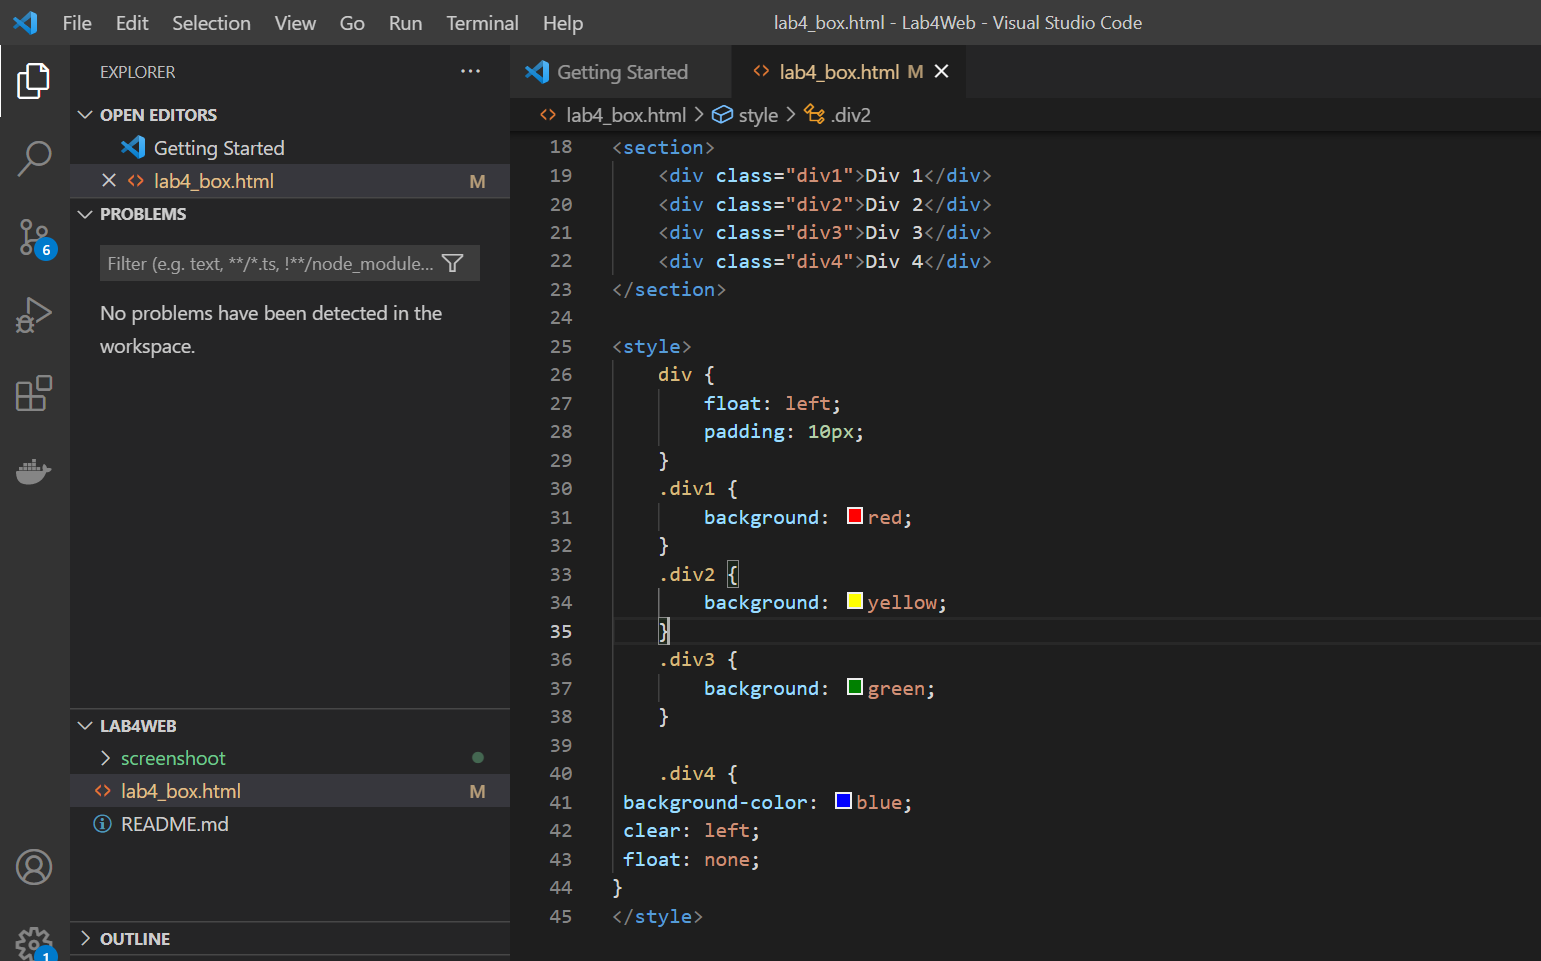 File Edit Selection View Go Run Terminal Help lab4_box.html - Lab4Web - Visual Studio Code
EXPLORER
OPEN EDITORS
Getting Started
lab4_box.html M
PROBLEMS
Filter (e.g. text, **/*.ts, !**/node_module...
No problems have been detected in the
workspace.
6
LAB4WEB
screenshoot
lab4_box.html M
README.md
OUTLINE
1
Getting Started lab4_box.html M
lab4_box.html > style > .div2
18 <section>
19 <div class="div1">Div 1</div>
20 <div class="div2">Div 2</div>
21 <div class="div3">Div 3</div>
22 <div class="div4">Div 4</div>
23 </section>
24
25 <style>
26 div {
27 float: left;
28 padding: 10px;
29 }
30 .div1 {
31 background: red;
32 }
33 .div2 {
34 background: yellow;
35 }
36 .div3 {
37 background: green;
38 }
39
40 .div4 {
41 background-color: blue;
42 clear: left;
43 float: none;
44 }
45 </style>